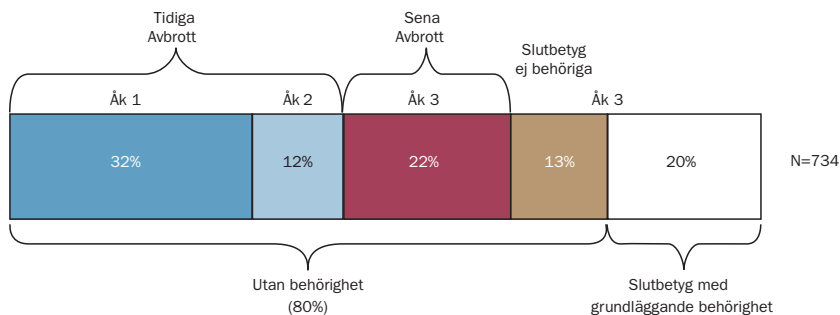 Tidiga
Avbrott
Sena
Avbrott
Slutbetyg
ej behöriga
Åk 1
Åk 2
Åk 3
Åk 3
32%
12%
22%
13%
20%
N=734
Utan behörighet
(80%)
Slutbetyg med
grundläggande behörighet